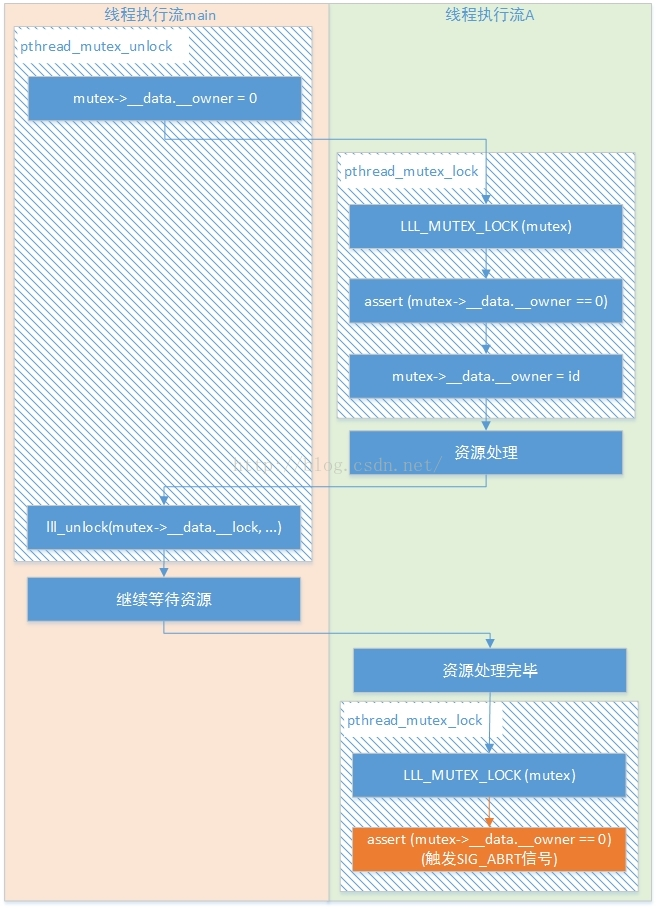 线程执行流main
线程执行流A
pthread_mutex_unlock
mutex->__data.__owner = 0
pthread_mutex_lock
LLL_MUTEX_LOCK (mutex)
assert (mutex->__data.__owner == 0)
mutex->__data.__owner = id
资源处理
http://blog.csdn.net/
lll_unlock(mutex->__data.__lock, ...)
继续等待资源
资源处理完毕
pthread_mutex_lock
LLL_MUTEX_LOCK (mutex)
assert (mutex->__data.__owner == 0)
(触发SIG_ABRT信号)